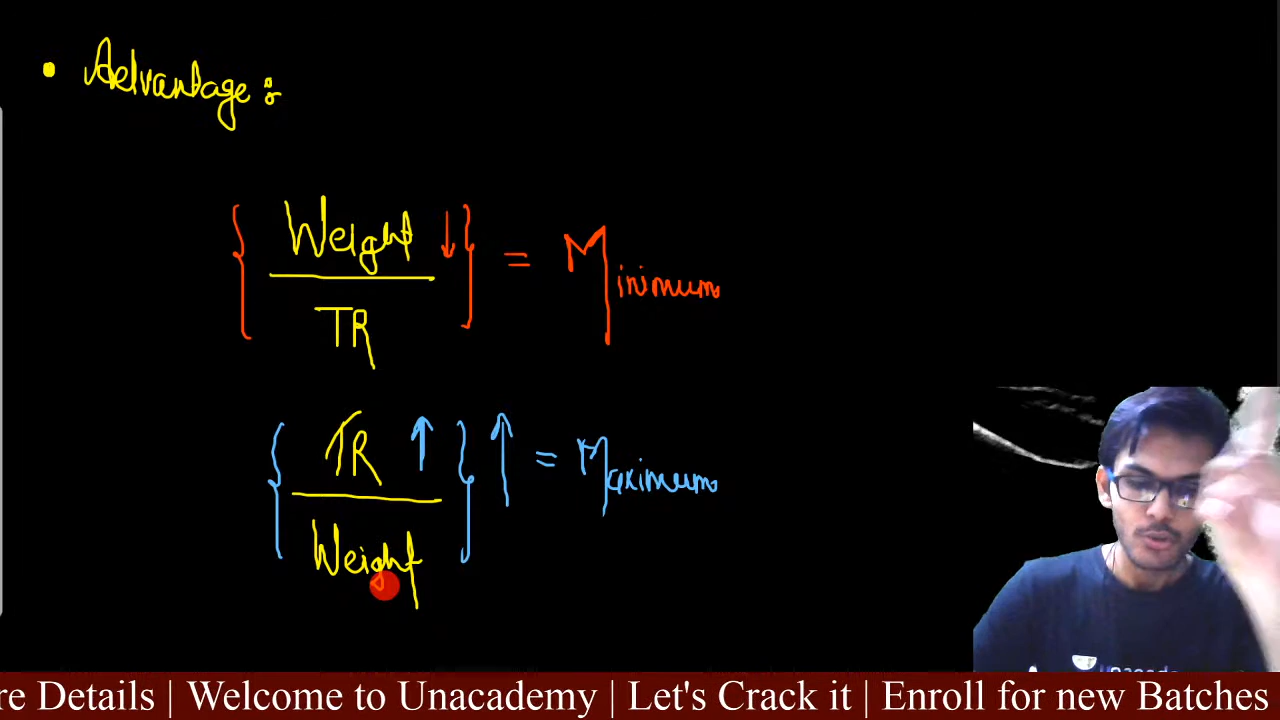 • Advantage :
{ Weight ↓ } = Minimum
TR
{ TR ↑ } ↑ = Maximum
Weight
re Details | Welcome to Unacademy | Let's Crack it | Enroll for new Batches